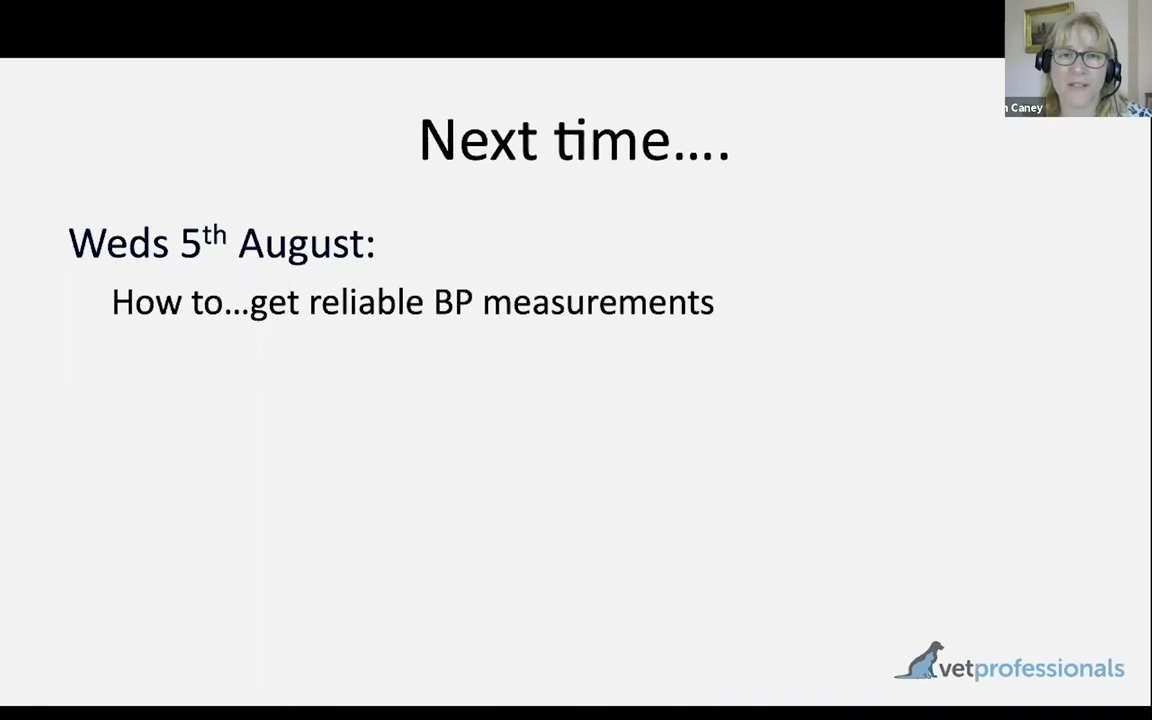 Caney
Next time....
Weds 5th August:
How to...get reliable BP measurements
vetprofessionals